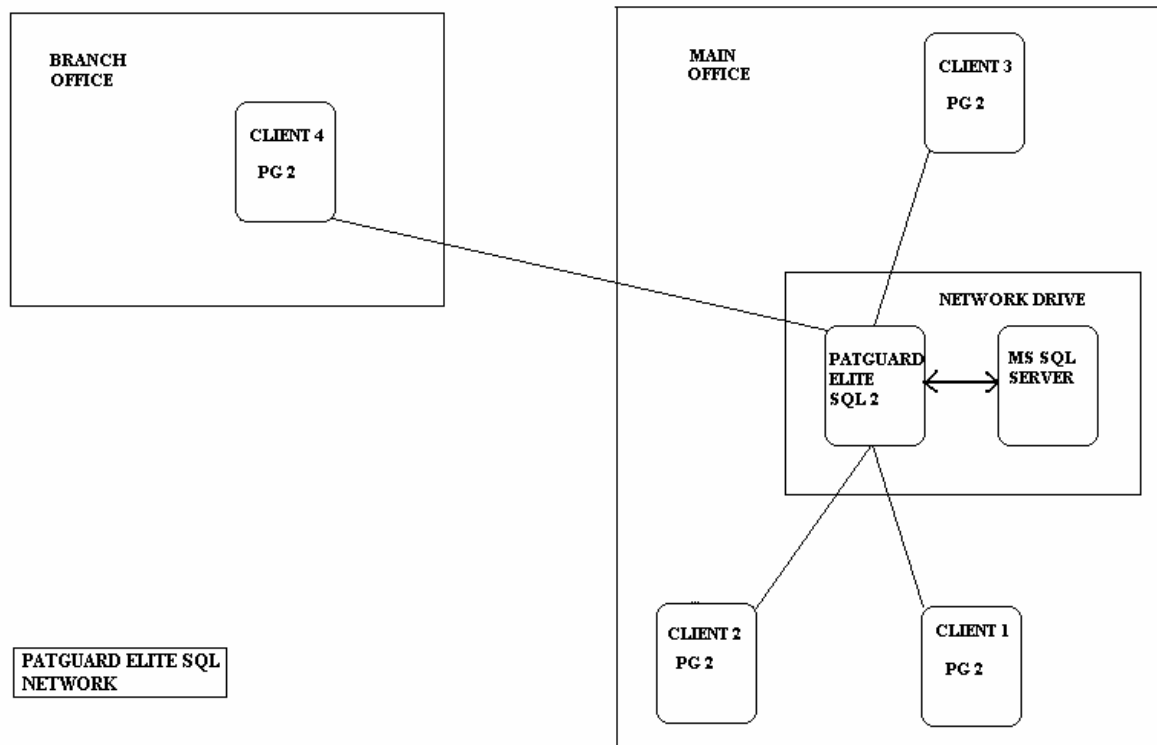 BRANCH
OFFICE
CLIENT 4
PG 2
MAIN
OFFICE
CLIENT 3
PG 2
NETWORK DRIVE
PATGUARD
ELITE
SQL 2
MS SQL
SERVER
CLIENT 2
PG 2
CLIENT 1
PG 2
PATGUARD ELITE SQL
NETWORK